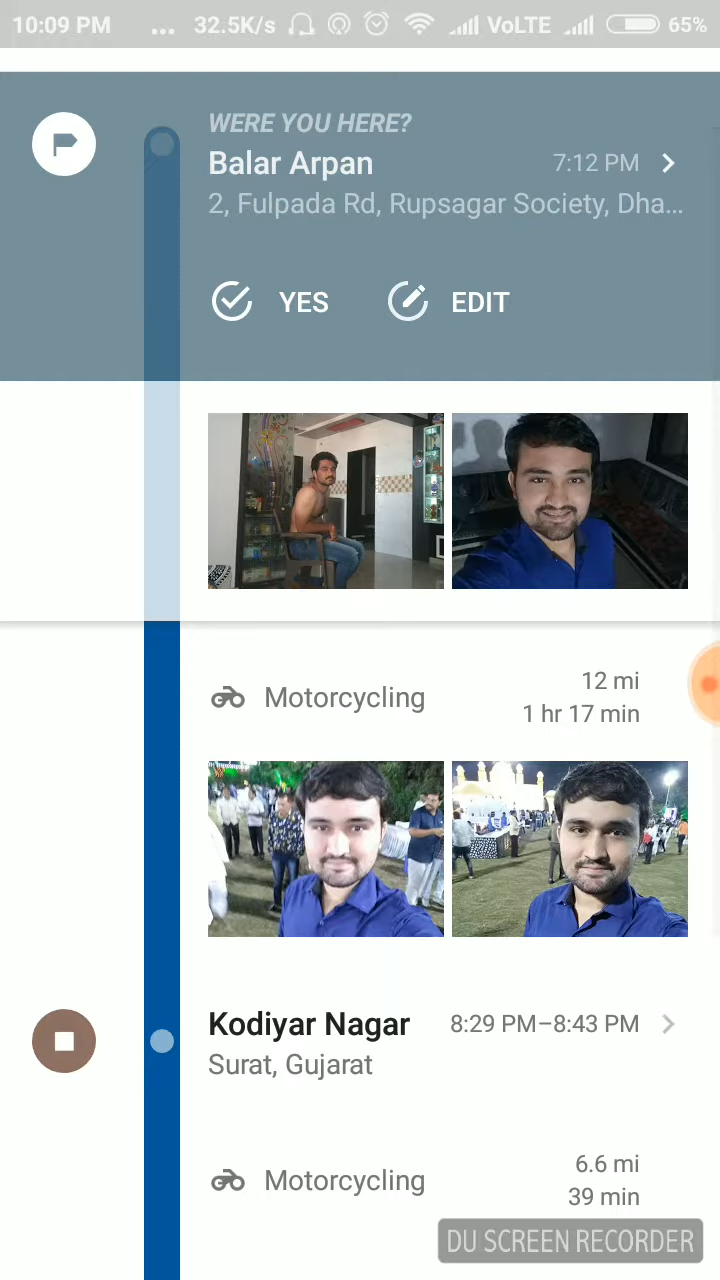 10:09 PM ... 32.5K/s VoLTE 65%
WERE YOU HERE?
Balar Arpan 7:12 PM
2, Fulpada Rd, Rupsagar Society, Dha...
YES EDIT
12 mi
Motorcycling
1 hr 17 min
Kodiyar Nagar 8:29 PM–8:43 PM
Surat, Gujarat
6.6 mi
Motorcycling
39 min
DU SCREEN RECORDER